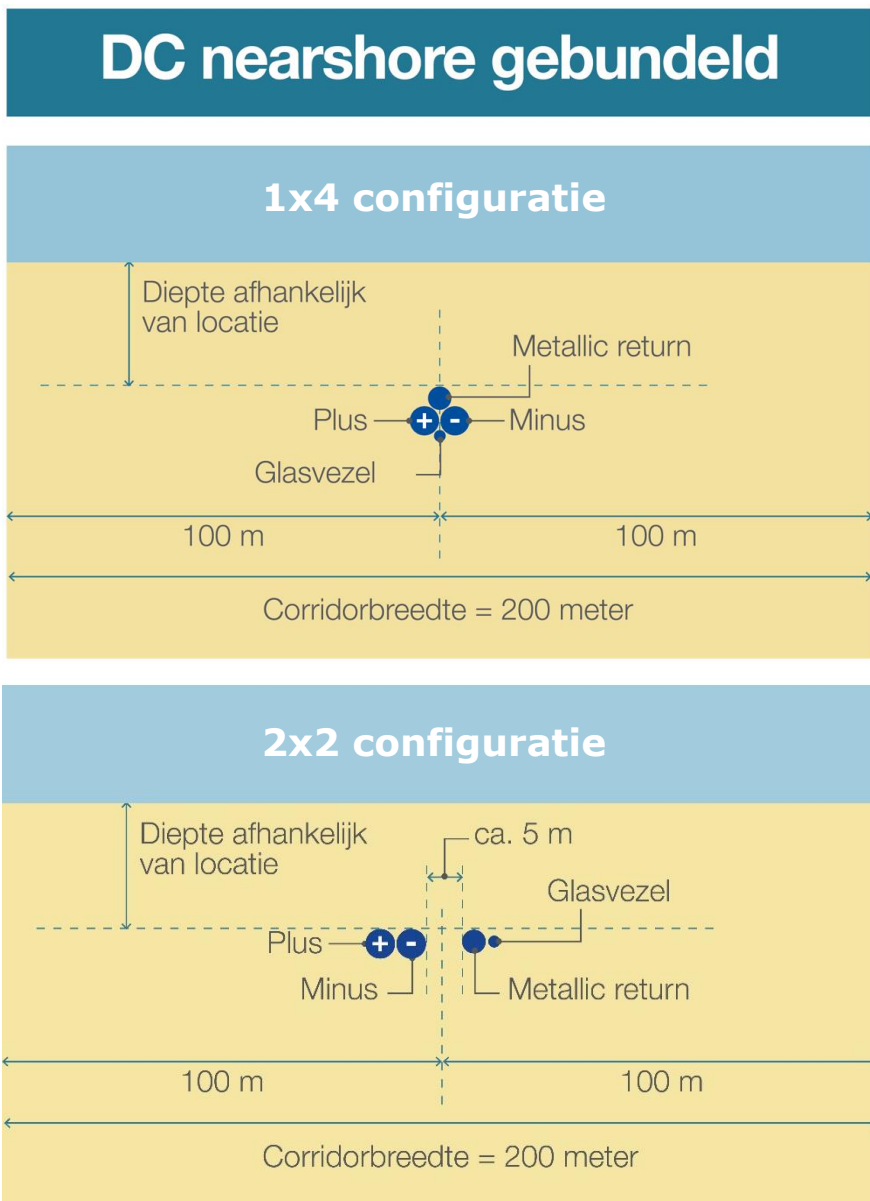 DC nearshore gebundeld
1x4 configuratie
Diepte afhankelijk
van locatie
Metallic return
Plus
+
-
Minus
Glasvezel
100 m
100 m
Corridorbreedte = 200 meter
2x2 configuratie
Diepte afhankelijk
van locatie
ca. 5 m
Glasvezel
Plus
+
-
Minus
Metallic return
100 m
100 m
Corridorbreedte = 200 meter